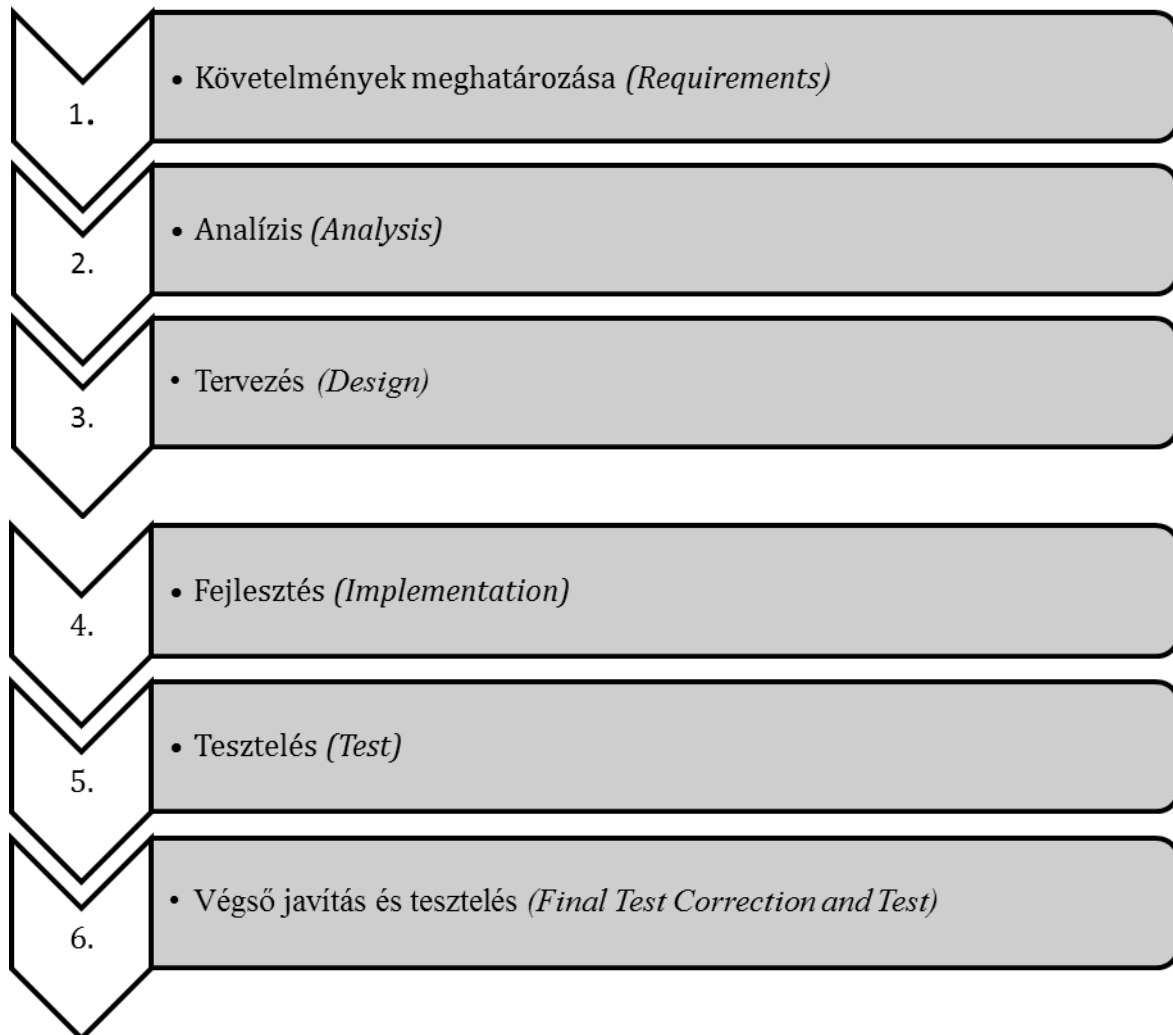 1.
• Követelmények meghatározása (Requirements)
2.
• Analízis (Analysis)
3.
• Tervezés (Design)
4.
• Fejlesztés (Implementation)
5.
• Tesztelés (Test)
6.
• Végső javítás és tesztelés (Final Test Correction and Test)